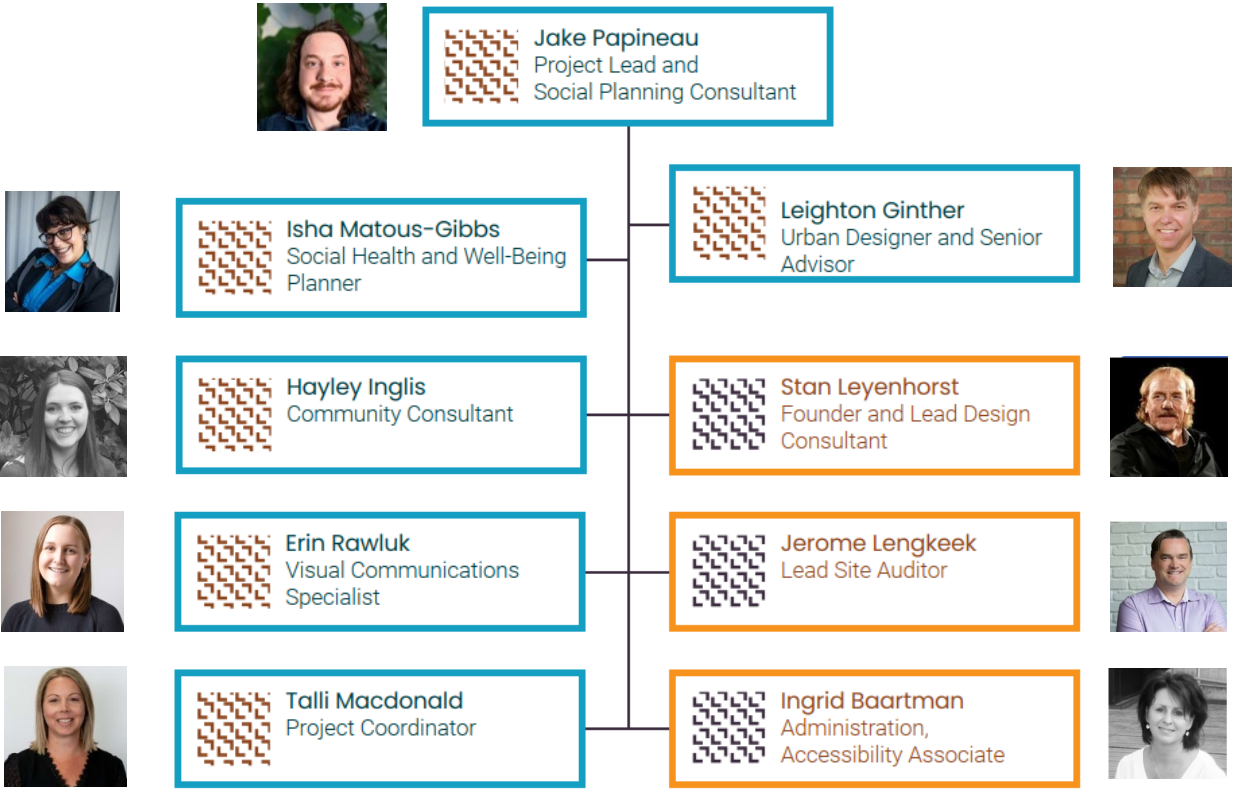 Jake Papineau
Project Lead and
Social Planning Consultant
Isha Matous-Gibbs
Social Health and Well-Being
Planner
Leighton Ginther
Urban Designer and Senior
Advisor
Hayley Inglis
Community Consultant
Stan Leyenhorst
Founder and Lead Design
Consultant
Erin Rawluk
Visual Communications
Specialist
Jerome Lengkeek
Lead Site Auditor
Talli Macdonald
Project Coordinator
Ingrid Baartman
Administration,
Accessibility Associate